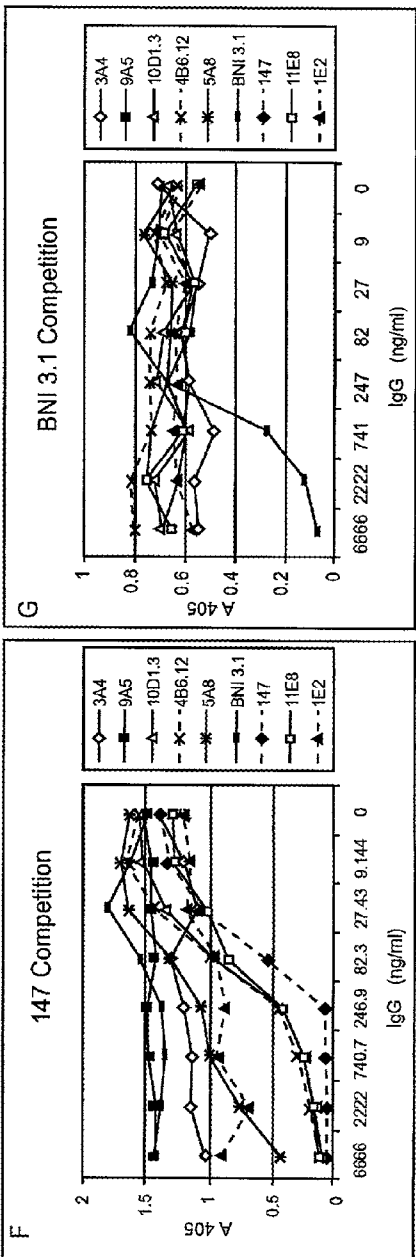 F
147 Competition
2
1.5
1
0.5
0
A 405
6666 2222 740.7 246.9 82.3 27.43 9.144 0
IgG (ng/ml)
3A4
9A5
10D1.3
4B6.12
5A8
BNI 3.1
147
11E8
1E2
G
BNI 3.1 Competition
1
0.8
0.6
0.4
0.2
0
A 405
6666 2222 741 247 82 27 9 0
IgG (ng/ml)
3A4
9A5
10D1.3
4B6.12
5A8
BNI 3.1
147
11E8
1E2